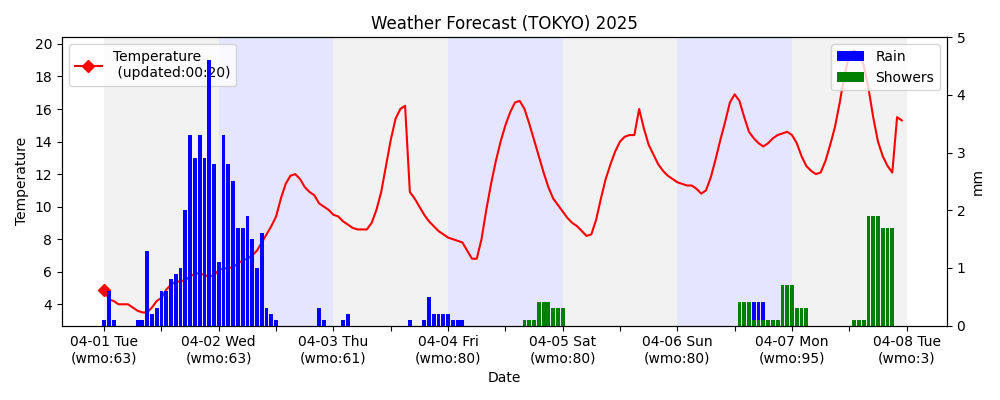 Weather Forecast (TOKYO) 2025
Temperature
(updated:00:20)
Rain
Showers
20
18
16
14
12
10
8
6
4
Temperature
5
4
3
2
1
0
mm
04-01 Tue
(wmo:63)
04-02 Wed
(wmo:63)
04-03 Thu
(wmo:61)
04-04 Fri
(wmo:80)
04-05 Sat
(wmo:80)
04-06 Sun
(wmo:80)
04-07 Mon
(wmo:95)
04-08 Tue
(wmo:3)
Date